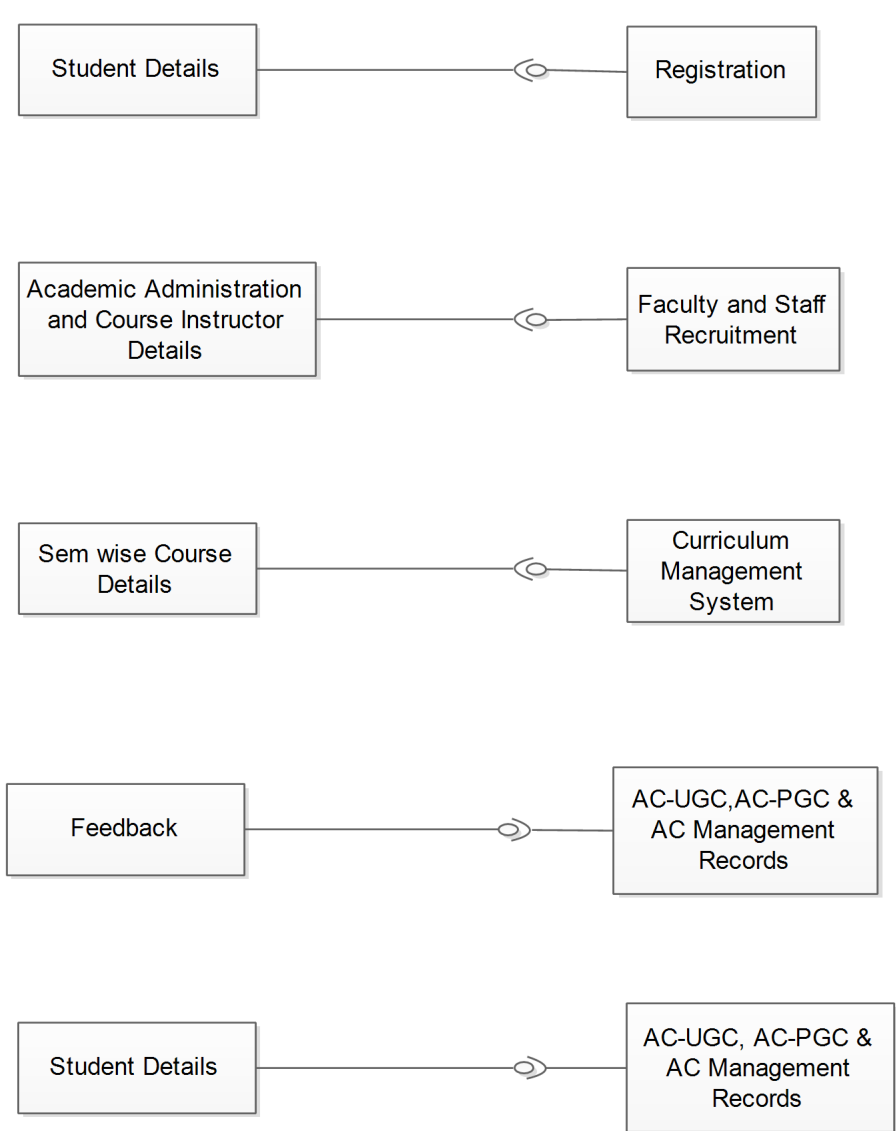 Student Details
Registration
Academic Administration
and Course Instructor
Details
Faculty and Staff
Recruitment
Sem wise Course
Details
Curriculum
Management
System
Feedback
AC-UGC,AC-PGC &
AC Management
Records
Student Details
AC-UGC, AC-PGC &
AC Management
Records